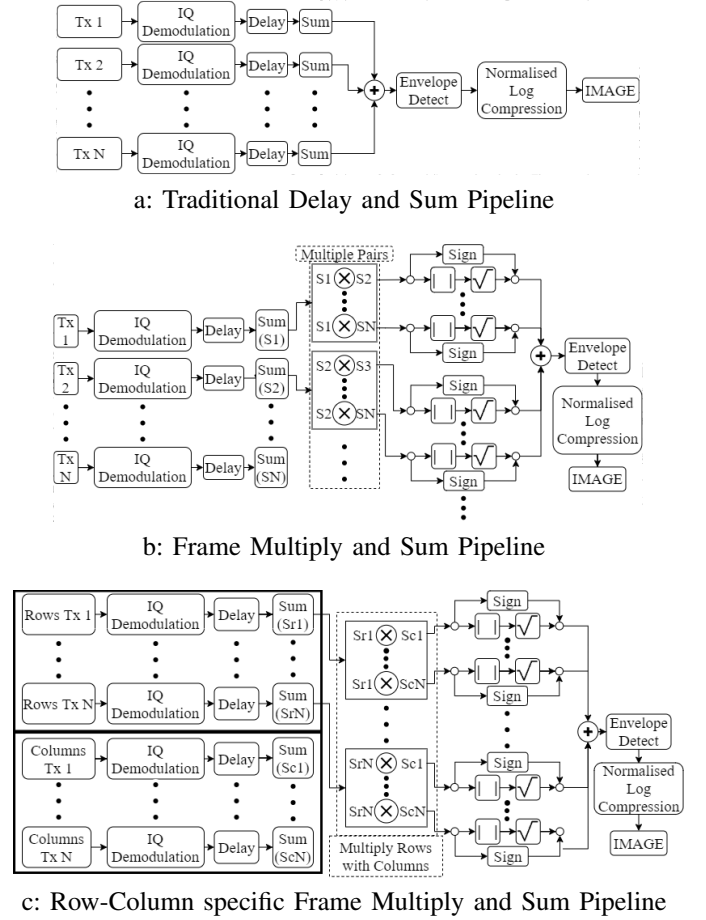 Tx 1
IQ
Demodulation
Delay
Sum
Tx 2
IQ
Demodulation
Delay
Sum
Tx N
IQ
Demodulation
Delay
Sum
+
Envelope
Detect
Normalised
Log
Compression
IMAGE
a: Traditional Delay and Sum Pipeline
Tx
1
IQ
Demodulation
Delay
Sum
(S1)
Tx
2
IQ
Demodulation
Delay
Sum
(S2)
Tx
N
IQ
Demodulation
Delay
Sum
(SN)
Multiple Pairs
S1 × S2
S1 × SN
S2 × S3
S2 × SN
Sign
| | √
| | √
Sign
Sign
| | √
| | √
Sign
+
Envelope
Detect
Normalised
Log
Compression
IMAGE
b: Frame Multiply and Sum Pipeline
Rows Tx 1
IQ
Demodulation
Delay
Sum
(Sr1)
Rows Tx N
IQ
Demodulation
Delay
Sum
(SrN)
Columns
Tx 1
IQ
Demodulation
Delay
Sum
(Sc1)
Columns
Tx N
IQ
Demodulation
Delay
Sum
(ScN)
Sr1 × Sc1
Sr1 × ScN
SrN × Sc1
SrN × ScN
Multiply Rows
with Columns
Sign
| | √
| | √
Sign
Sign
| | √
| | √
Sign
+
Envelope
Detect
Normalised
Log
Compression
IMAGE
c: Row-Column specific Frame Multiply and Sum Pipeline